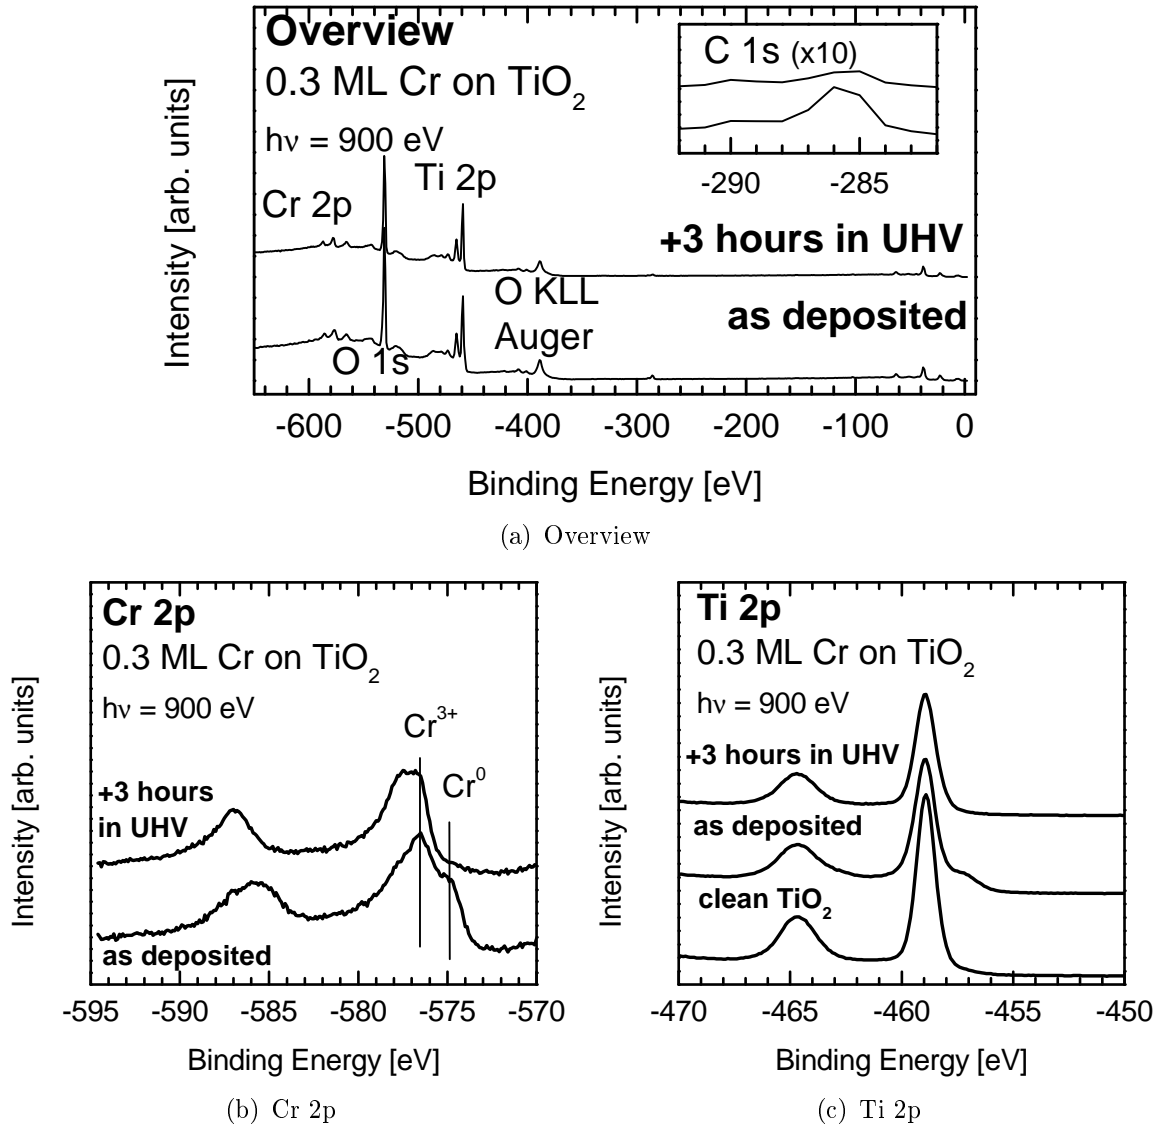 Overview
0.3 ML Cr on TiO2
hν = 900 eV
C 1s (x10)
-290 -285
Cr 2p
Ti 2p
+3 hours in UHV
O KLL
Auger
as deposited
O 1s
Intensity [arb. units]
-600 -500 -400 -300 -200 -100 0
Binding Energy [eV]
(a) Overview
Cr 2p
0.3 ML Cr on TiO2
hν = 900 eV
Cr3+
Cr0
+3 hours
in UHV
as deposited
Intensity [arb. units]
-595 -590 -585 -580 -575 -570
Binding Energy [eV]
(b) Cr 2p
Ti 2p
0.3 ML Cr on TiO2
hν = 900 eV
+3 hours in UHV
as deposited
clean TiO2
Intensity [arb. units]
-470 -465 -460 -455 -450
Binding Energy [eV]
(c) Ti 2p